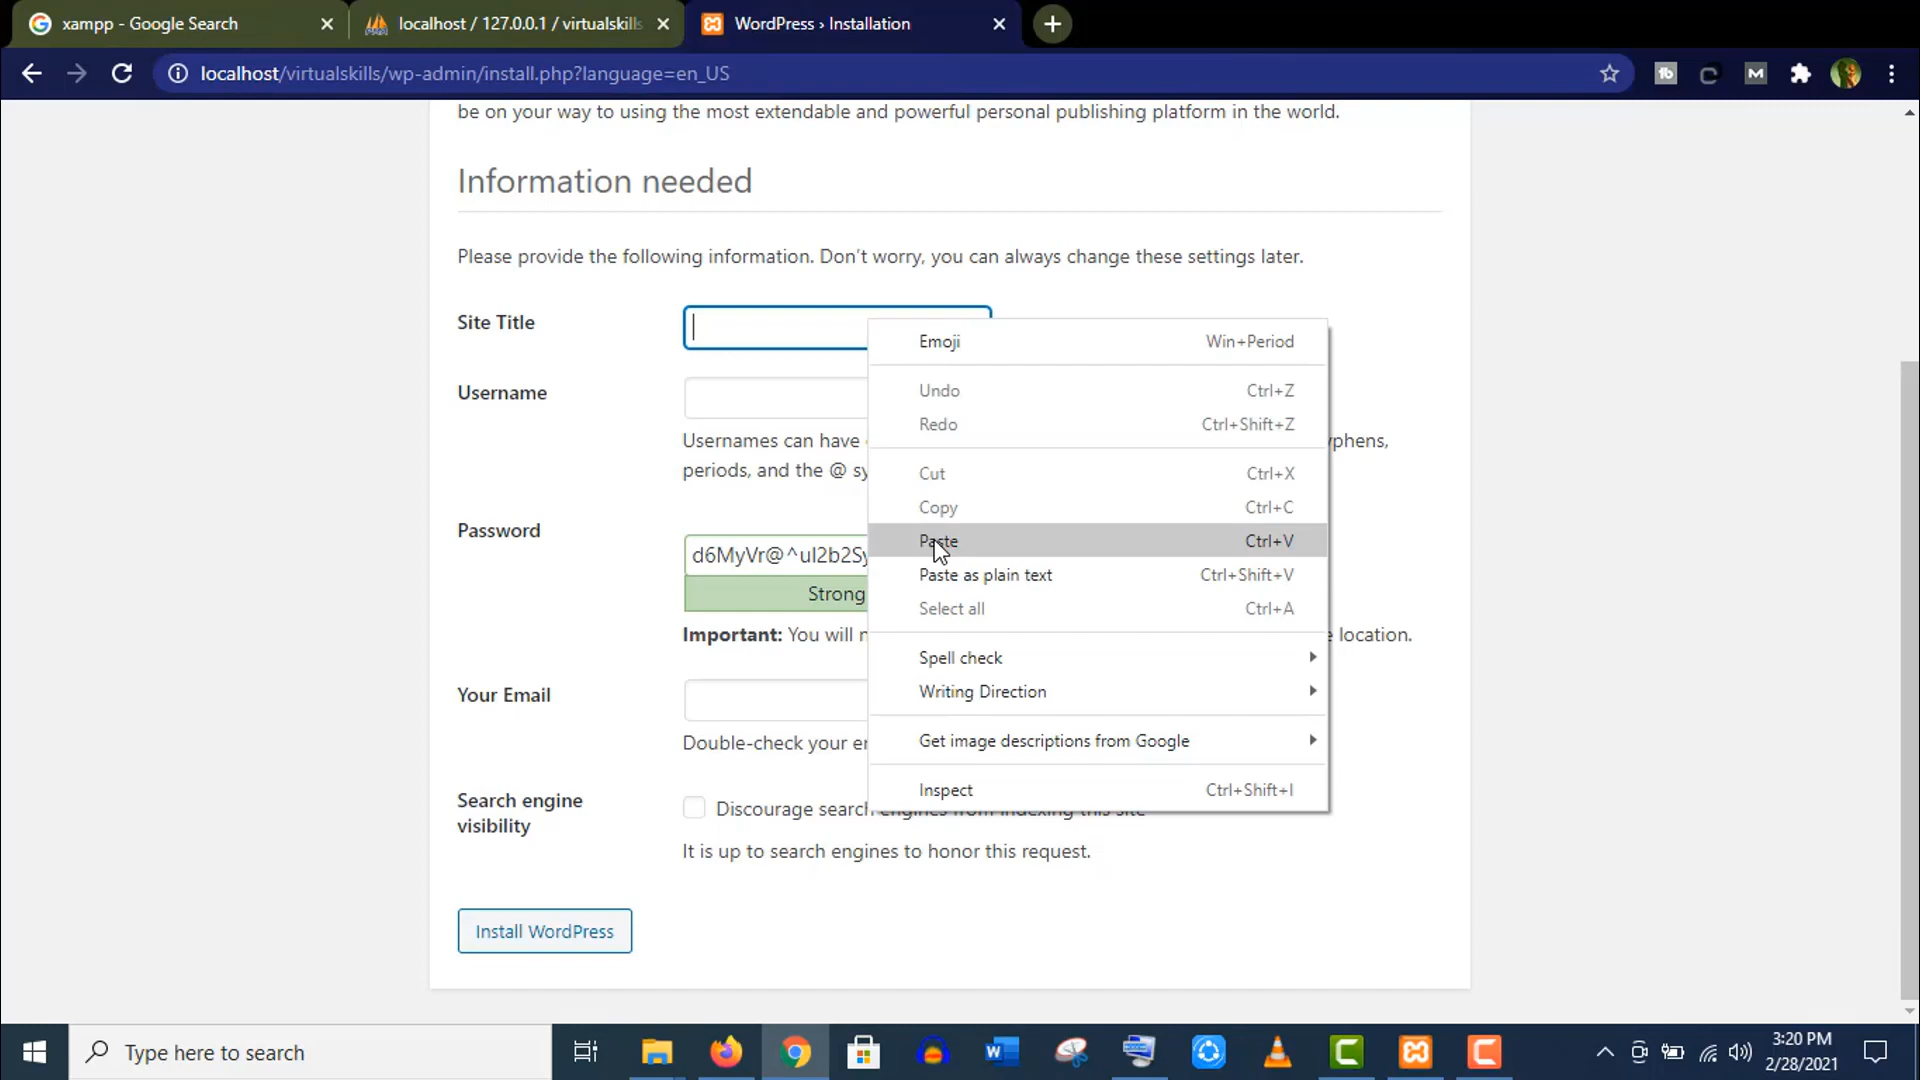 xampp - Google Search
localhost / 127.0.0.1 / virtualskills
WordPress › Installation
localhost/virtualskills/wp-admin/install.php?language=en_US
be on your way to using the most extendable and powerful personal publishing platform in the world.
Information needed
Please provide the following information. Don’t worry, you can always change these settings later.
Site Title
Username
Usernames can have
yphens,
periods, and the @ sy
Password
d6MyVr@^ul2b2Sy
Strong
Important: You will n
e location.
Your Email
Double-check your e
Search engine
visibility
Discourage search engines from indexing this site
It is up to search engines to honor this request.
Install WordPress
Emoji Win+Period
Undo Ctrl+Z
Redo Ctrl+Shift+Z
Cut Ctrl+X
Copy Ctrl+C
Paste Ctrl+V
Paste as plain text Ctrl+Shift+V
Select all Ctrl+A
Spell check
Writing Direction
Get image descriptions from Google
Inspect Ctrl+Shift+I
Type here to search
3:20 PM
2/28/2021